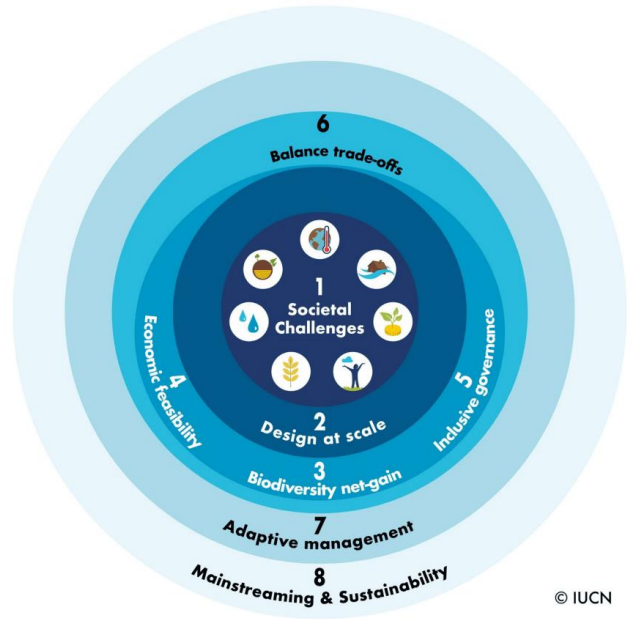 6
Balance trade-offs
1
Societal
Challenges
4
Economic feasibility
5
Inclusive governance
2
Design at scale
3
Biodiversity net-gain
7
Adaptive management
8
Mainstreaming & Sustainability
© IUCN